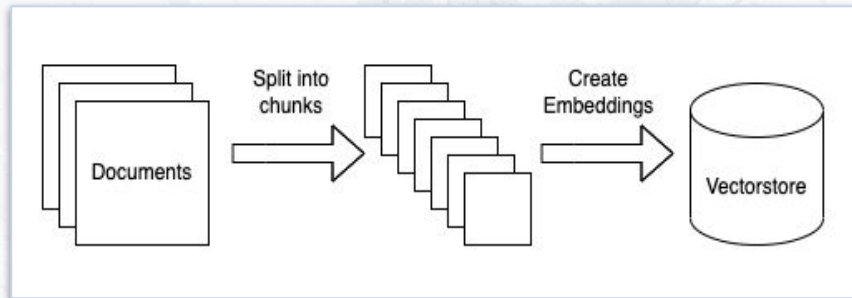 Documents
Split into
chunks
Create
Embeddings
Vectorstore